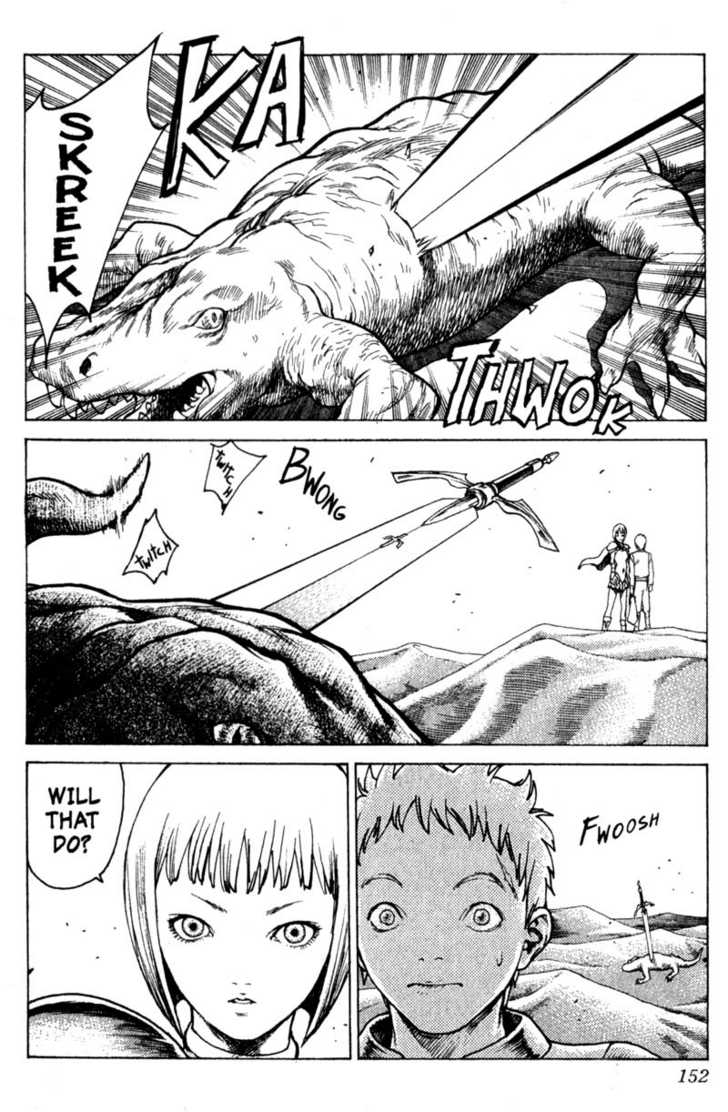 KA
SKREEK
THWOK
TWITCH
BWONG
TWITCH
WILL
THAT
DO?
FWOOSH
152